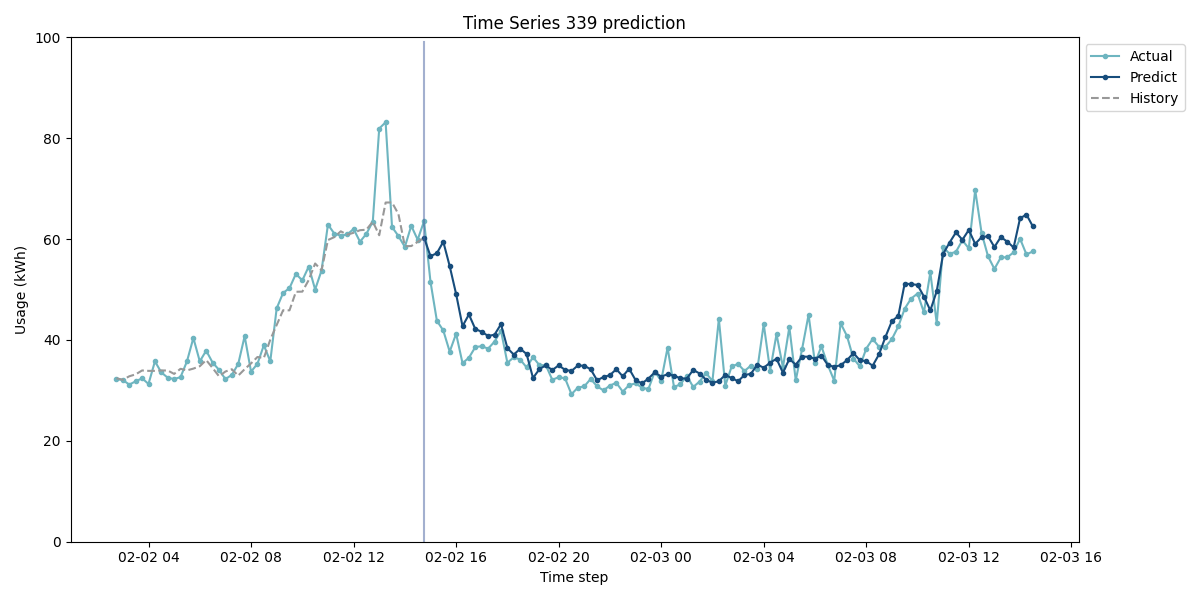 Time Series 339 prediction
Actual
Predict
History
Usage (kWh)
100
80
60
40
20
0
02-02 04
02-02 08
02-02 12
02-02 16
02-02 20
02-03 00
02-03 04
02-03 08
02-03 12
02-03 16
Time step